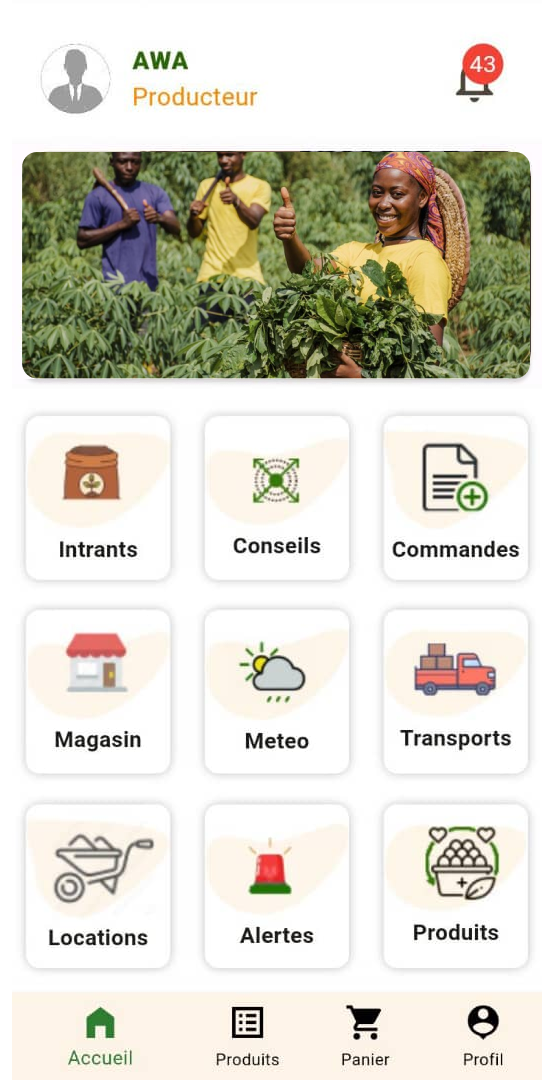 AWA
Producteur
43
Intrants
Conseils
Commandes
Magasin
Meteo
Transports
Locations
Alertes
Produits
Accueil
Produits
Panier
Profil